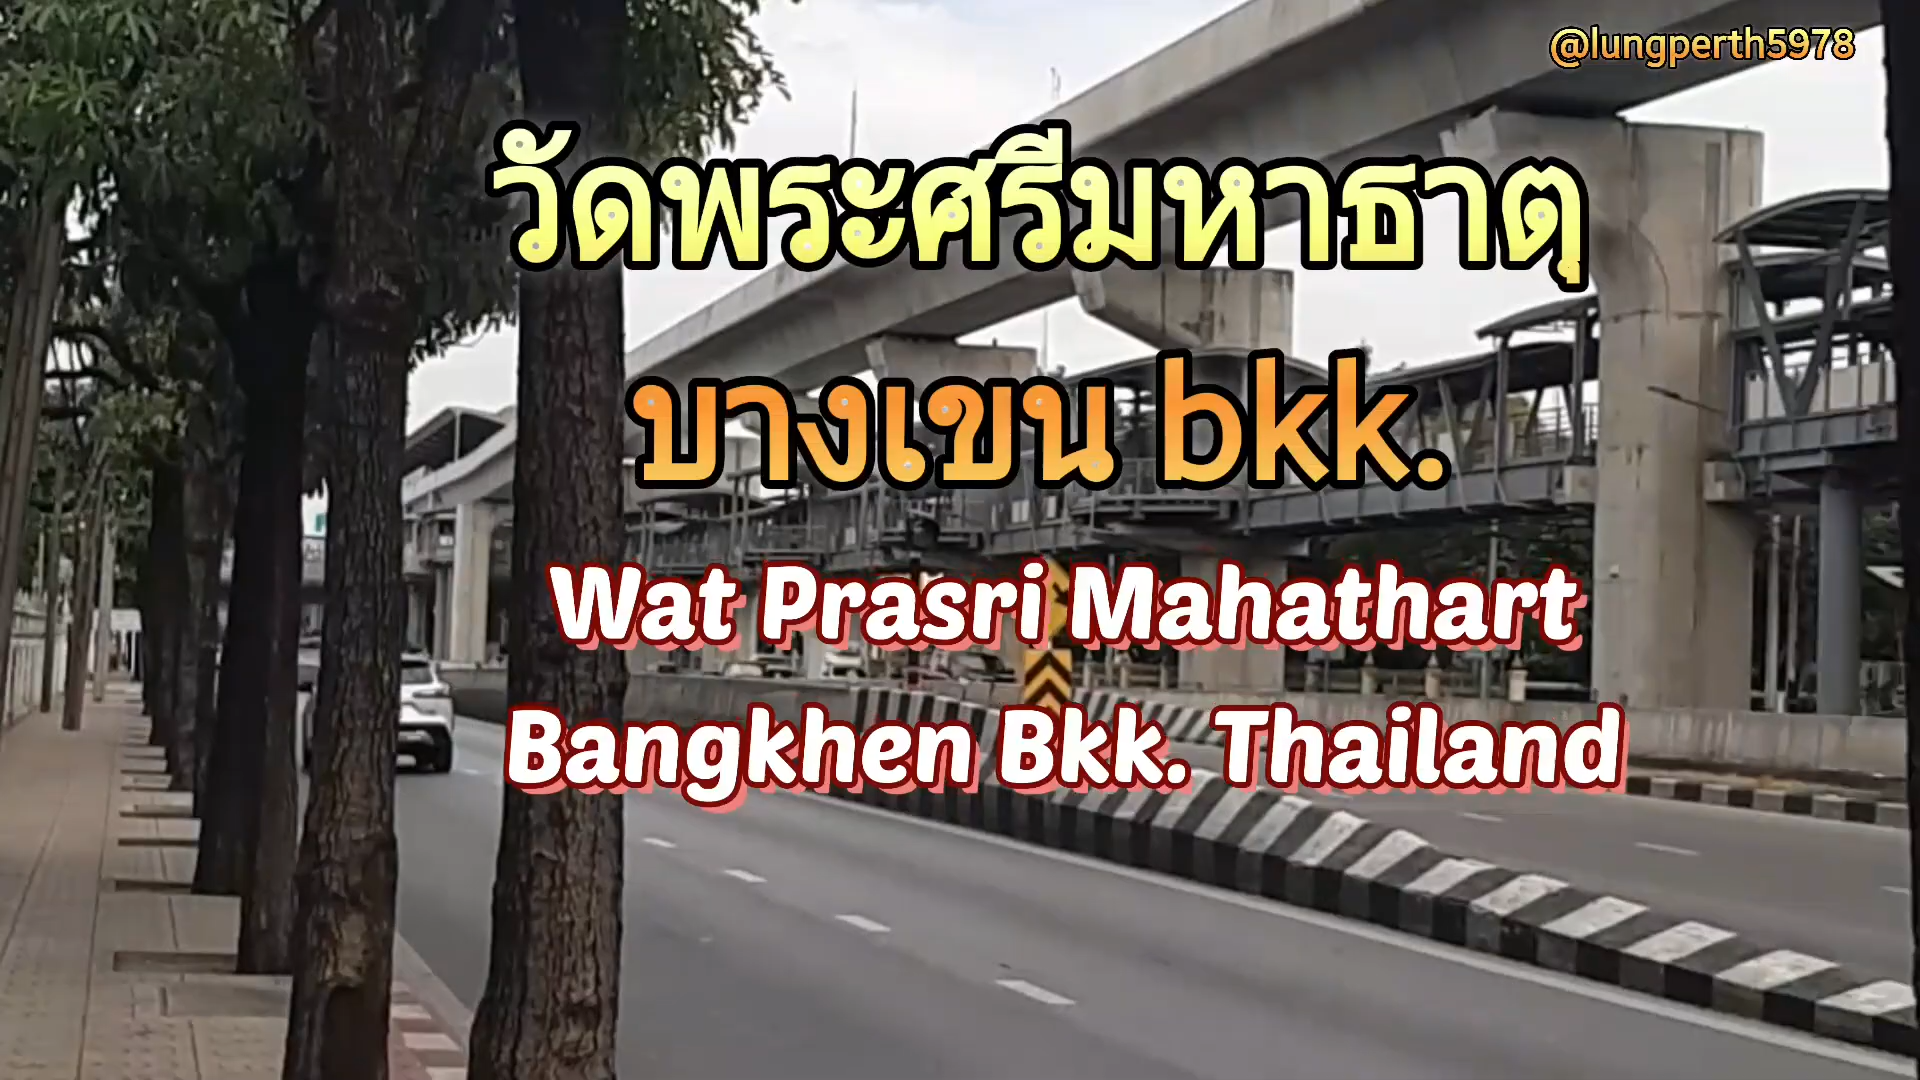 @lungperth5978
วัดพระศรีมหาธาตุ
บางเขน bkk.
Wat Prasri Mahathart
Bangkhen Bkk. Thailand